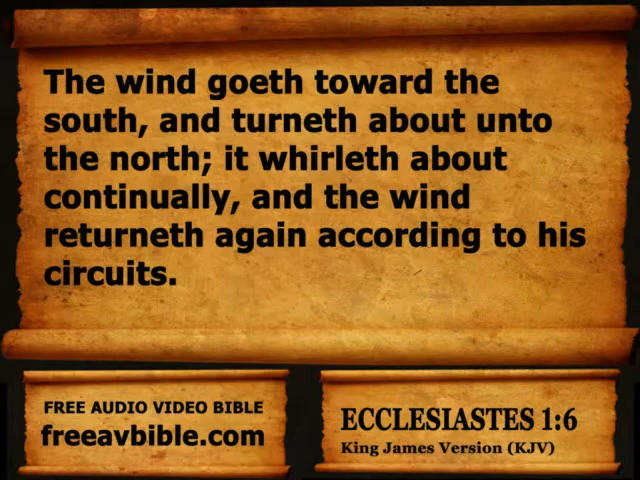 The wind goeth toward the
south, and turneth about unto
the north; it whirleth about
continually, and the wind
returneth again according to his
circuits.
FREE AUDIO VIDEO BIBLE
freeavbible.com
ECCLESIASTES 1:6
King James Version (KJV)